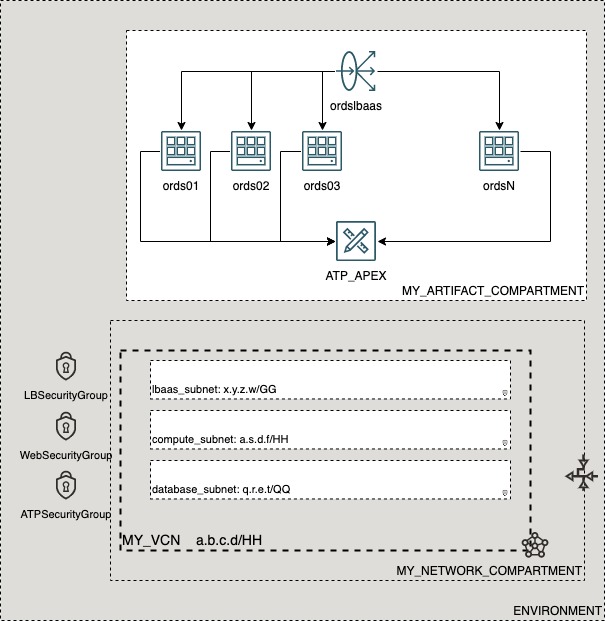 ordslbaas
ords01
ords02
ords03
ordsN
ATP_APEX
MY_ARTIFACT_COMPARTMENT
LBSecurityGroup
lbaas_subnet: x.y.z.w/GG
WebSecurityGroup
compute_subnet: a.s.d.f/HH
ATPSecurityGroup
database_subnet: q.r.e.t/QQ
MY_VCN a.b.c.d/HH
MY_NETWORK_COMPARTMENT
ENVIRONMENT